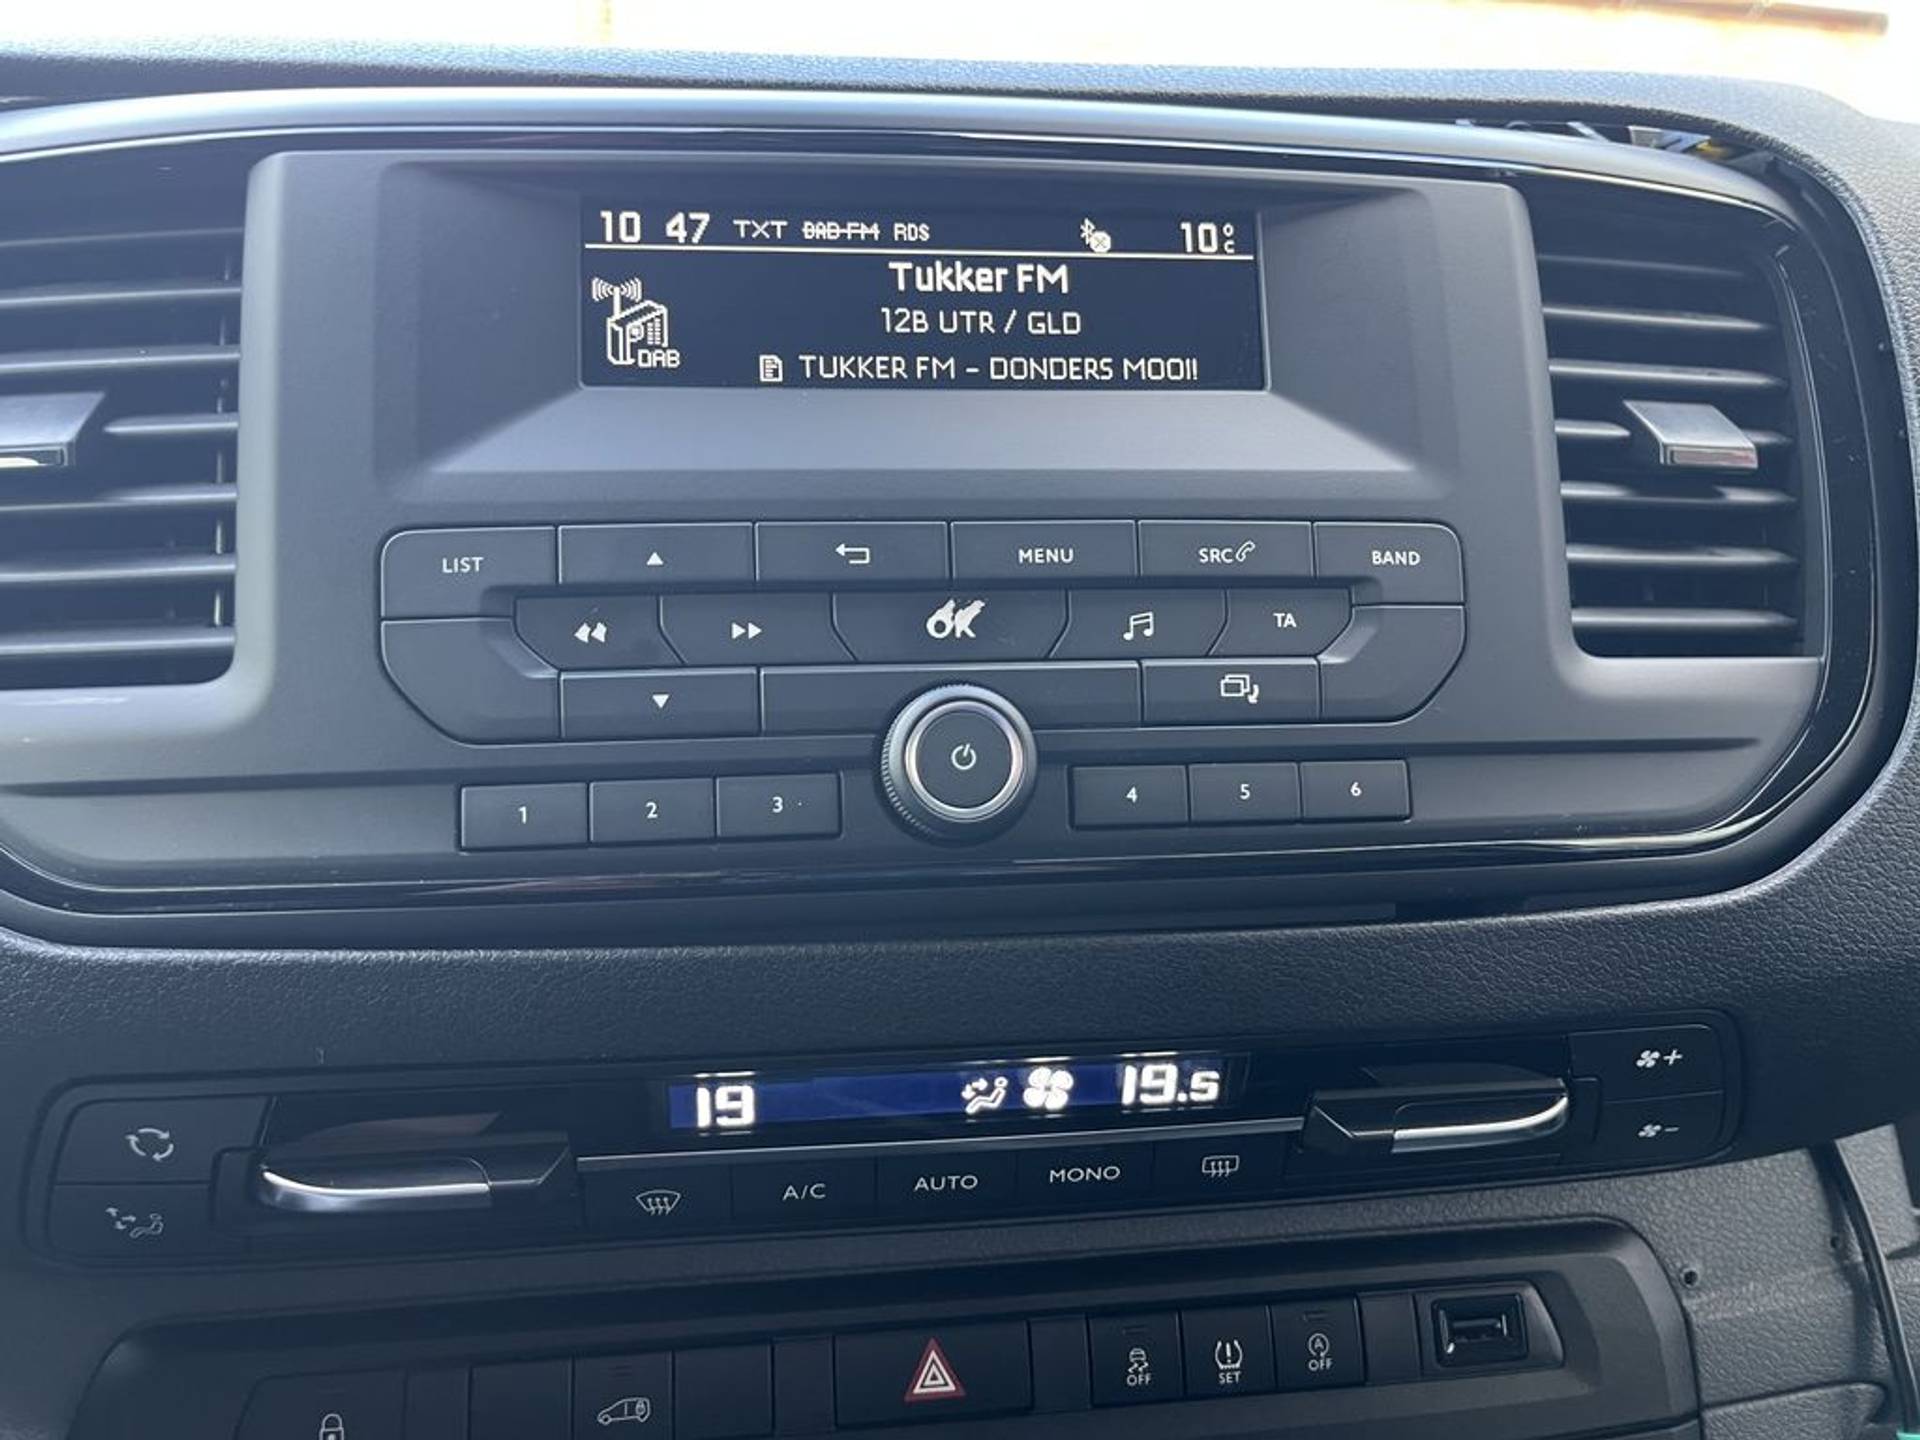 10 47 TXT DAB-FM RDS 10°C
Tukker FM
12B UTR / GLD
DAB
TUKKER FM - DONDERS MOOI!
LIST MENU SRC BAND
OK TA
1 2 3 4 5 6
19 19.5
A/C AUTO MONO
OFF SET A OFF